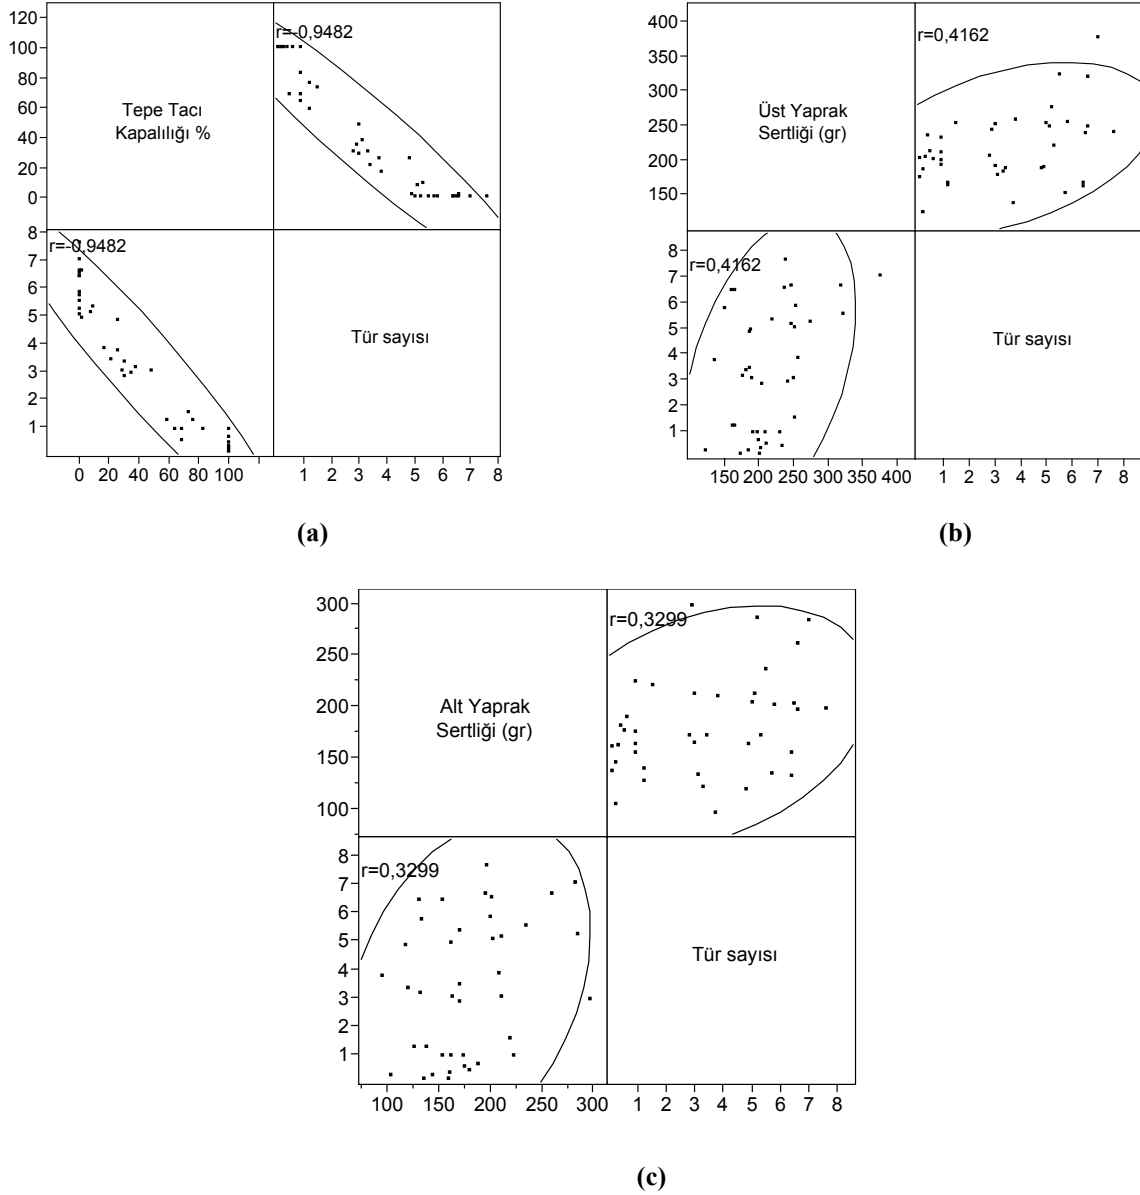 120
100
80
60
40
20
0
r=-0,9482
Tepe Tacı
Kapalılığı %
8
7
6
5
4
3
2
1
r=-0,9482
Tür sayısı
0 20 40 60 80 100
1 2 3 4 5 6 7 8
(a)
400
350
300
250
200
150
r=0,4162
Üst Yaprak
Sertliği (gr)
8
7
6
5
4
3
2
1
r=0,4162
Tür sayısı
150 200 250 300 350 400
1 2 3 4 5 6 7 8
(b)
300
250
200
150
100
r=0,3299
Alt Yaprak
Sertliği (gr)
8
7
6
5
4
3
2
1
r=0,3299
Tür sayısı
100 150 200 250 300
1 2 3 4 5 6 7 8
(c)